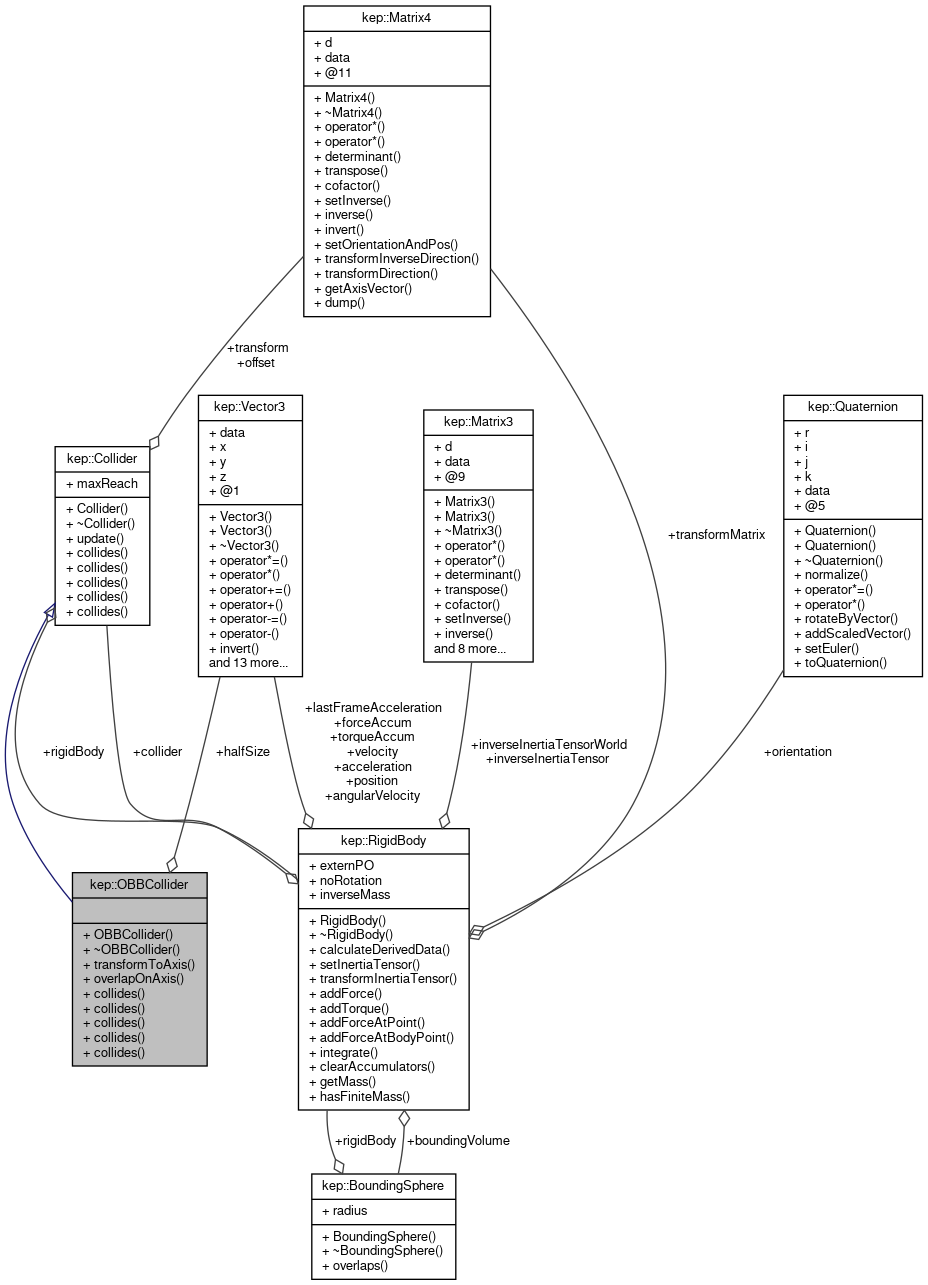 kep::Matrix4
+ d
+ data
+ @11
+ Matrix4()
+ ~Matrix4()
+ operator*()
+ operator*()
+ determinant()
+ transpose()
+ cofactor()
+ setInverse()
+ inverse()
+ invert()
+ setOrientationAndPos()
+ transformInverseDirection()
+ transformDirection()
+ getAxisVector()
+ dump()
+transform
+offset
kep::Collider
+ maxReach
+ Collider()
+ ~Collider()
+ update()
+ collides()
+ collides()
+ collides()
+ collides()
+ collides()
kep::Vector3
+ data
+ x
+ y
+ z
+ @1
+ Vector3()
+ Vector3()
+ ~Vector3()
+ operator*=()
+ operator*()
+ operator+=()
+ operator+()
+ operator-=()
+ operator-()
+ invert()
and 13 more...
kep::Matrix3
+ d
+ data
+ @9
+ Matrix3()
+ Matrix3()
+ ~Matrix3()
+ operator*()
+ operator*()
+ determinant()
+ transpose()
+ cofactor()
+ setInverse()
+ inverse()
and 8 more...
+transformMatrix
kep::Quaternion
+ r
+ i
+ j
+ k
+ data
+ @5
+ Quaternion()
+ Quaternion()
+ ~Quaternion()
+ normalize()
+ operator*=()
+ operator*()
+ rotateByVector()
+ addScaledVector()
+ setEuler()
+ toQuaternion()
+rigidBody
+collider
+halfSize
+lastFrameAcceleration
+forceAccum
+torqueAccum
+velocity
+acceleration
+position
+angularVelocity
+inverseInertiaTensorWorld
+inverseInertiaTensor
+orientation
kep::OBBCollider
+ OBBCollider()
+ ~OBBCollider()
+ transformToAxis()
+ overlapOnAxis()
+ collides()
+ collides()
+ collides()
+ collides()
+ collides()
kep::RigidBody
+ externPO
+ noRotation
+ inverseMass
+ RigidBody()
+ ~RigidBody()
+ calculateDerivedData()
+ setInertiaTensor()
+ transformInertiaTensor()
+ addForce()
+ addTorque()
+ addForceAtPoint()
+ addForceAtBodyPoint()
+ integrate()
+ clearAccumulators()
+ getMass()
+ hasFiniteMass()
+rigidBody
+boundingVolume
kep::BoundingSphere
+ radius
+ BoundingSphere()
+ ~BoundingSphere()
+ overlaps()